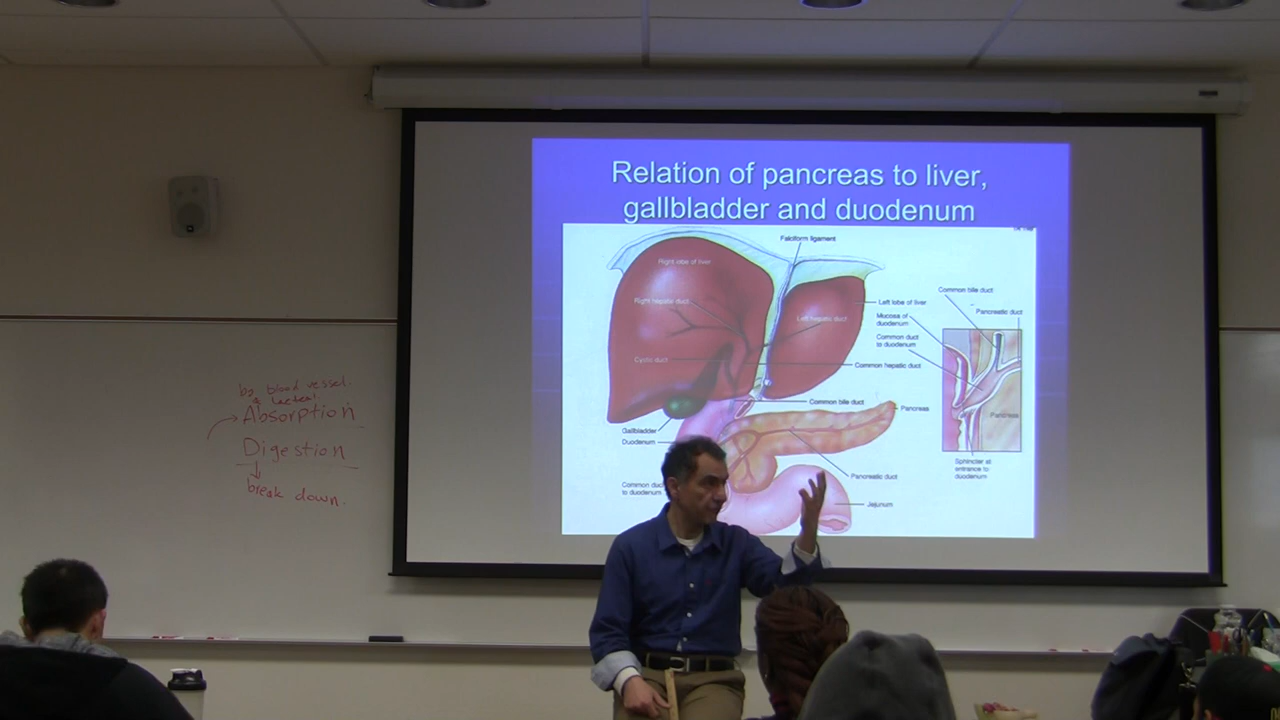 Relation of pancreas to liver,
gallbladder and duodenum
Falciform ligament
Right lobe of liver
Right hepatic duct
Left hepatic duct
Cystic duct
Left lobe of liver
Mucosa of
duodenum
Common duct
to duodenum
Common hepatic duct
Common bile duct
Pancreatic duct
Common bile duct
Pancreas
Gallbladder
Duodenum
Pancreas
Common duct
to duodenum
Pancreatic duct
Jejunum
Sphincter at
entrance to
duodenum
by blood vessel.
& lacteal
Absorption
Digestion
break down.